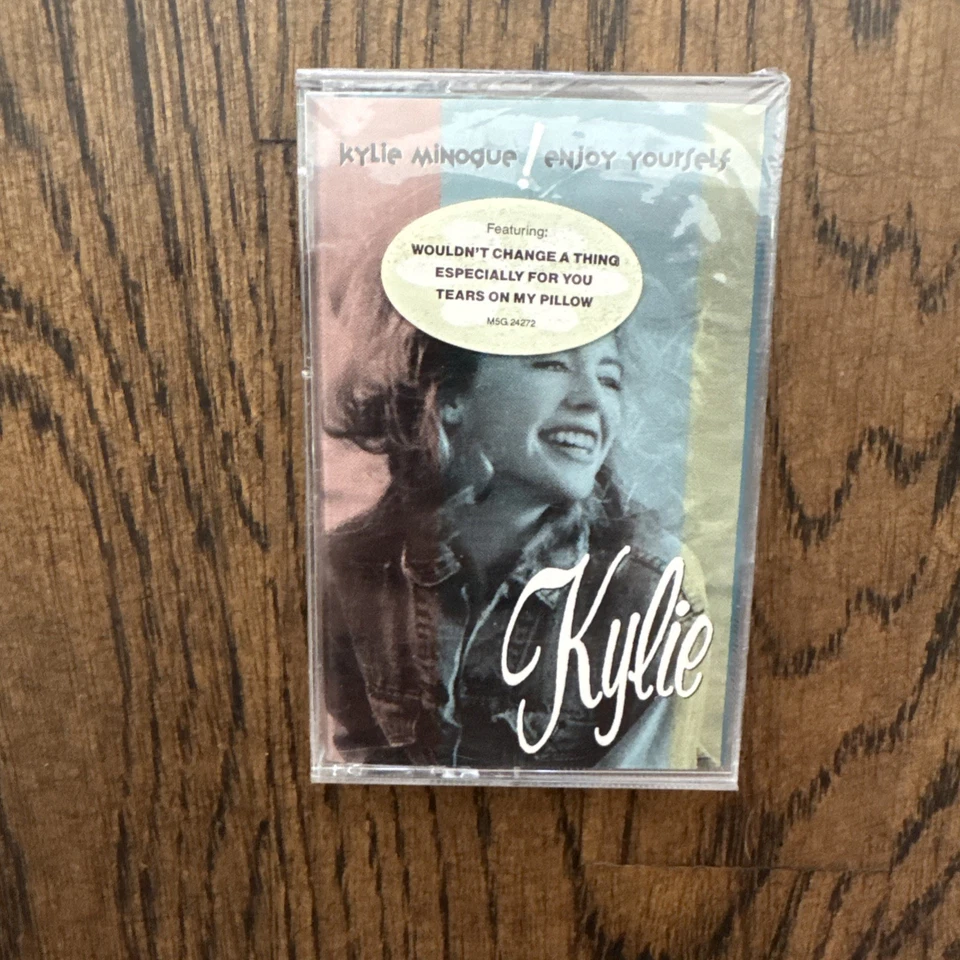 Kylie Minogue ! enjoy yourself
Featuring:
WOULDN'T CHANGE A THING
ESPECIALLY FOR YOU
TEARS ON MY PILLOW
M5G 24272
Kylie